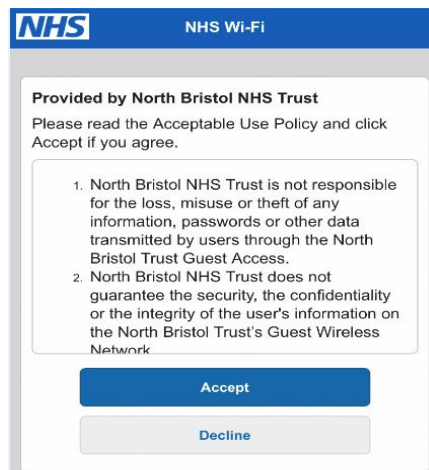 NHS
NHS Wi-Fi
Provided by North Bristol NHS Trust
Please read the Acceptable Use Policy and click
Accept if you agree.
1. North Bristol NHS Trust is not responsible
for the loss, misuse or theft of any
information, passwords or other data
transmitted by users through the North
Bristol Trust Guest Access.
2. North Bristol NHS Trust does not
guarantee the security, the confidentiality
or the integrity of the user's information on
the North Bristol Trust's Guest Wireless
Network
Accept
Decline